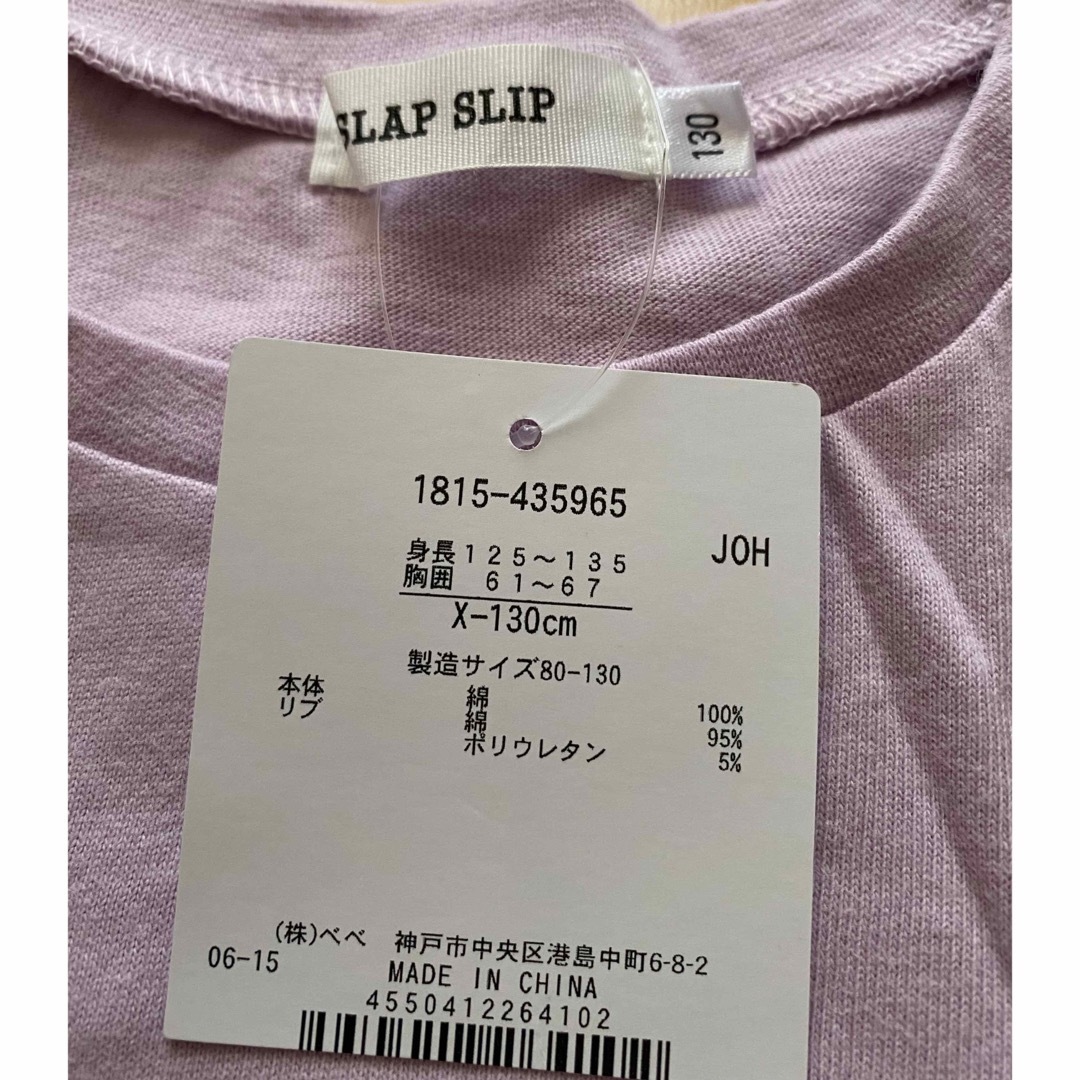 SLAP SLIP
130
1815-435965
JOH
身長125～135
胸囲 61～67
X-130cm
製造サイズ80-130
本体 綿 100%
リブ 綿 95%
ポリウレタン 5%
(株)べべ 神戸市中央区港島中町6-8-2
06-15
MADE IN CHINA
4550412264102